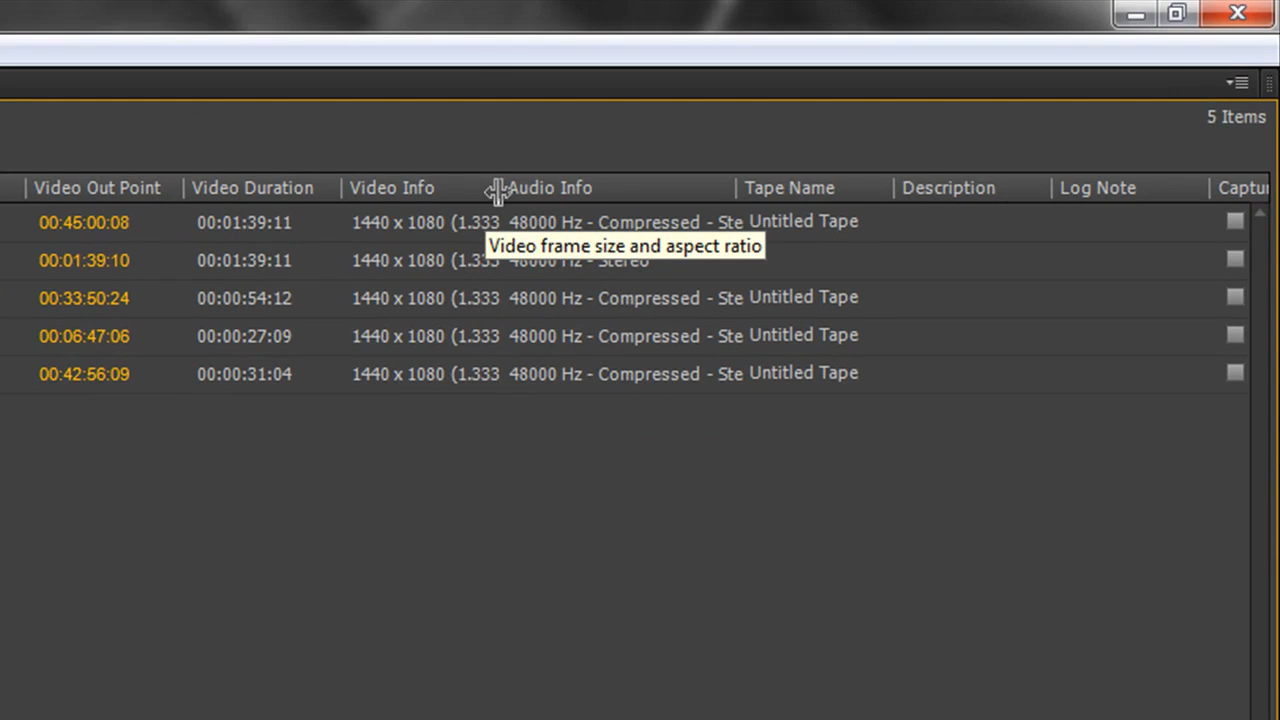 5 Items
Video Out Point Video Duration Video Info Audio Info Tape Name Description Log Note Captu
00:45:00:08 00:01:39:11 1440 x 1080 (1.333 48000 Hz - Compressed - Ste Untitled Tape
Video frame size and aspect ratio
00:01:39:10 00:01:39:11 1440 x 1080 (1.333 48000 Hz - Stereo
00:33:50:24 00:00:54:12 1440 x 1080 (1.333 48000 Hz - Compressed - Ste Untitled Tape
00:06:47:06 00:00:27:09 1440 x 1080 (1.333 48000 Hz - Compressed - Ste Untitled Tape
00:42:56:09 00:00:31:04 1440 x 1080 (1.333 48000 Hz - Compressed - Ste Untitled Tape